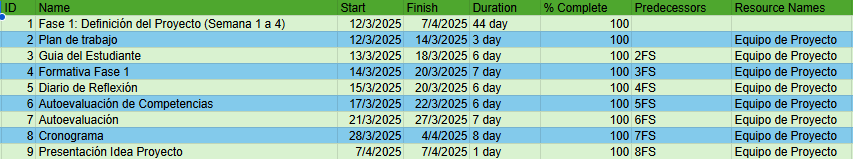 ID Name Start Finish Duration % Complete Predecessors Resource Names
1 Fase 1: Definición del Proyecto (Semana 1 a 4) 12/3/2025 7/4/2025 44 day 100
2 Plan de trabajo 12/3/2025 14/3/2025 3 day 100 Equipo de Proyecto
3 Guia del Estudiante 13/3/2025 18/3/2025 6 day 100 2FS Equipo de Proyecto
4 Formativa Fase 1 14/3/2025 20/3/2025 7 day 100 3FS Equipo de Proyecto
5 Diario de Reflexión 15/3/2025 20/3/2025 6 day 100 4FS Equipo de Proyecto
6 Autoevaluación de Competencias 17/3/2025 22/3/2025 6 day 100 5FS Equipo de Proyecto
7 Autoevaluación 21/3/2025 27/3/2025 7 day 100 6FS Equipo de Proyecto
8 Cronograma 28/3/2025 4/4/2025 8 day 100 7FS Equipo de Proyecto
9 Presentación Idea Proyecto 7/4/2025 7/4/2025 1 day 100 8FS Equipo de Proyecto